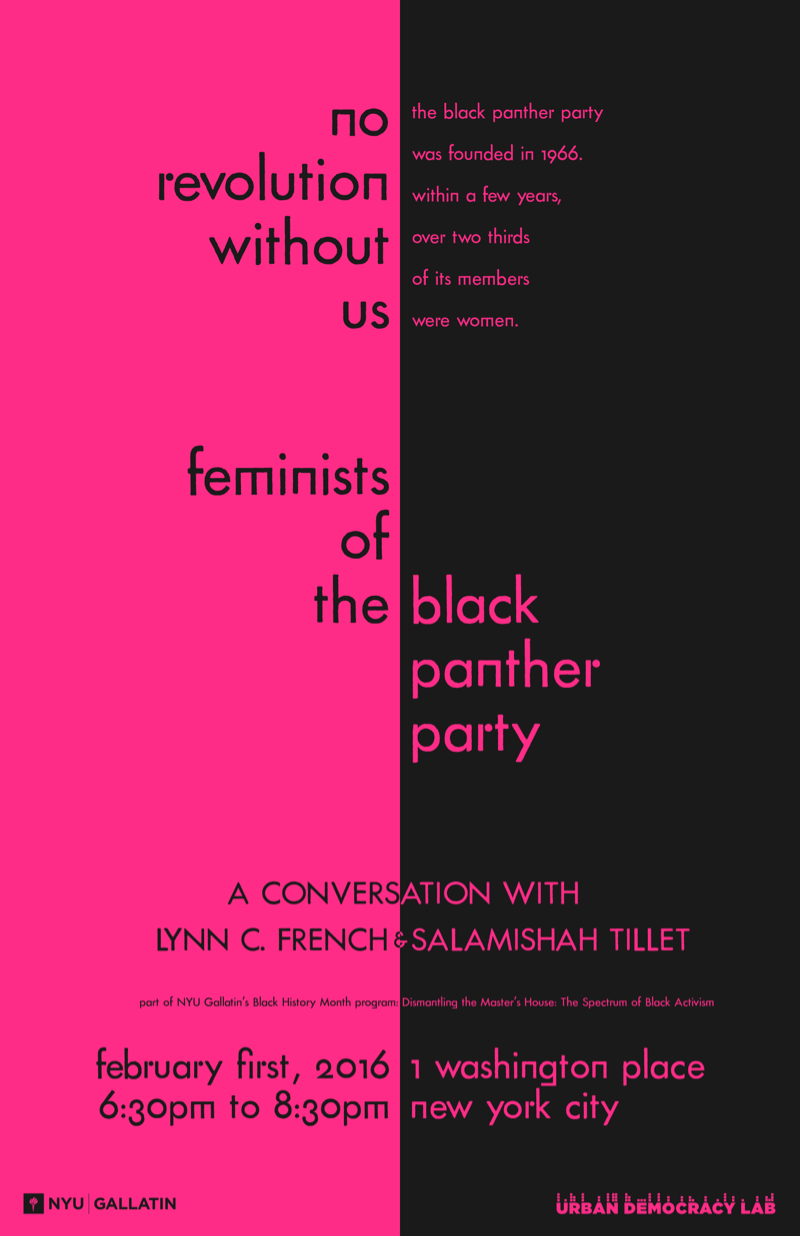 no
revolution
without
us
the black panther party
was founded in 1966.
within a few years,
over two thirds
of its members
were women.
feminists
of
the black
panther
party
A CONVERSATION WITH
LYNN C. FRENCH & SALAMISHAH TILLET
part of NYU Gallatin's Black History Month program: Dismantling the Master's House: The Spectrum of Black Activism
february first, 2016
6:30pm to 8:30pm
1 washington place
new york city
NYU | GALLATIN
URBAN DEMOCRACY LAB